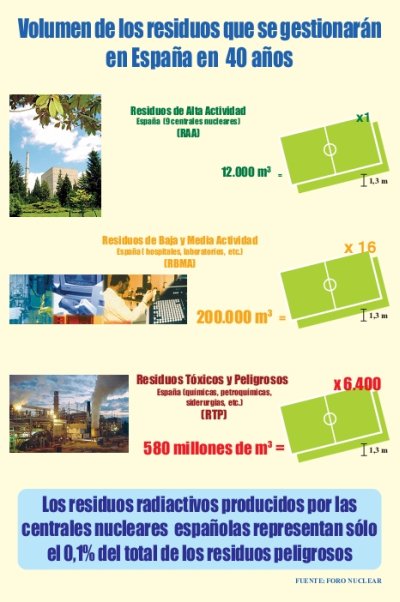 Volumen de los residuos que se gestionarán
en España en 40 años
Residuos de Alta Actividad
España (9 centrales nucleares)
(RAA)
x1
12.000 m³ =
1,3 m
Residuos de Baja y Media Actividad
España ( hospitales, laboratorios, etc.)
(RBMA)
x 16
200.000 m³ =
1,3 m
Residuos Tóxicos y Peligrosos
España (químicas, petroquímicas,
siderurgias, etc.)
(RTP)
x 6.400
580 millones de m³ =
1,3 m
Los residuos radiactivos producidos por las
centrales nucleares españolas representan sólo
el 0,1% del total de los residuos peligrosos
FUENTE: FORO NUCLEAR